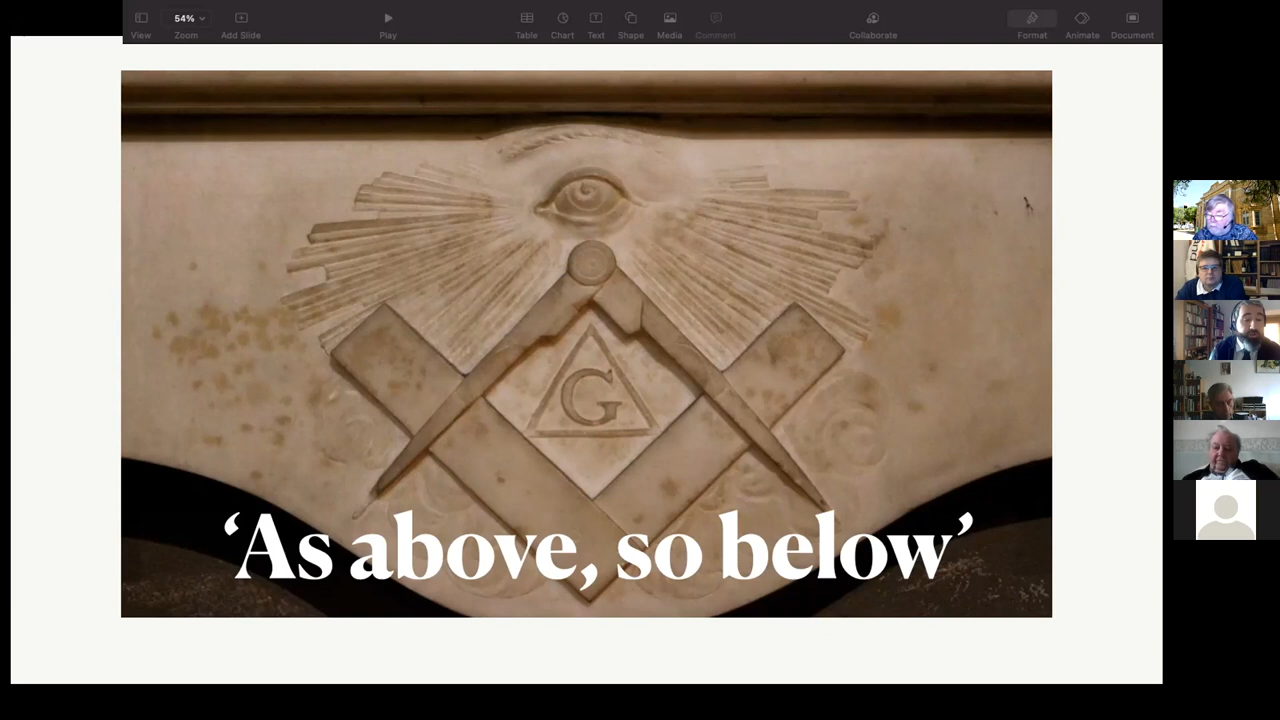 54%
View
Zoom
Add Slide
Play
Table
Chart
Text
Shape
Media
Comment
Collaborate
Format
Animate
Document
G
‘As above, so below’